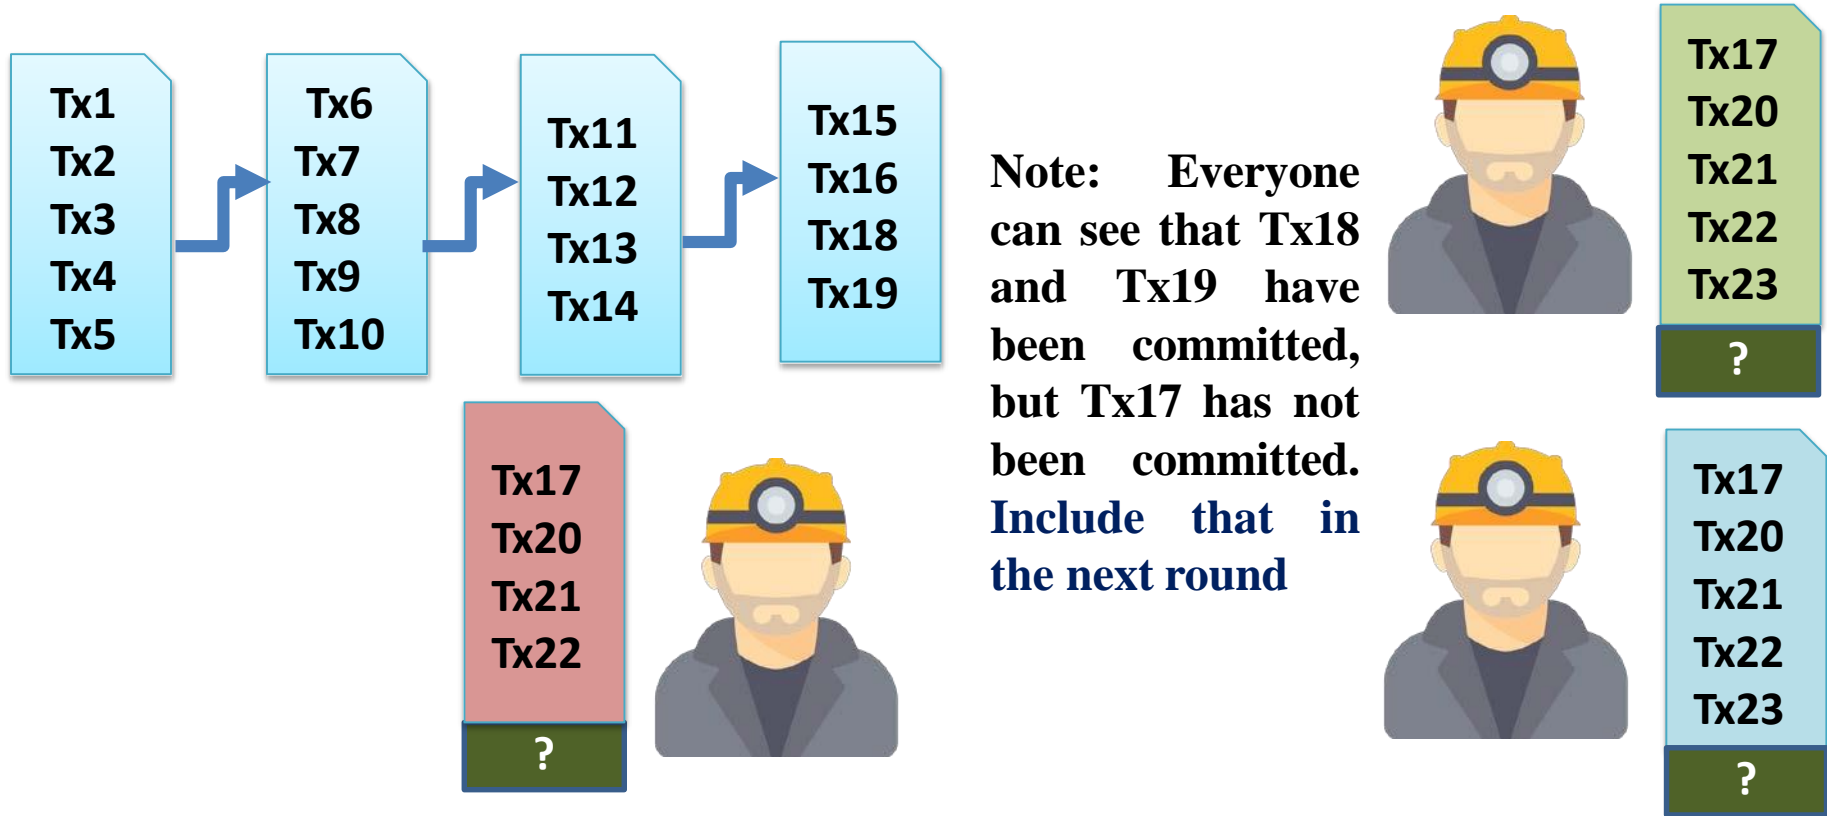 Tx1
Tx2
Tx3
Tx4
Tx5
Tx6
Tx7
Tx8
Tx9
Tx10
Tx11
Tx12
Tx13
Tx14
Tx15
Tx16
Tx18
Tx19
Note: Everyone
can see that Tx18
and Tx19 have
been committed,
but Tx17 has not
been committed.
Include that in
the next round
Tx17
Tx20
Tx21
Tx22
Tx23
?
Tx17
Tx20
Tx21
Tx22
?
Tx17
Tx20
Tx21
Tx22
Tx23
?